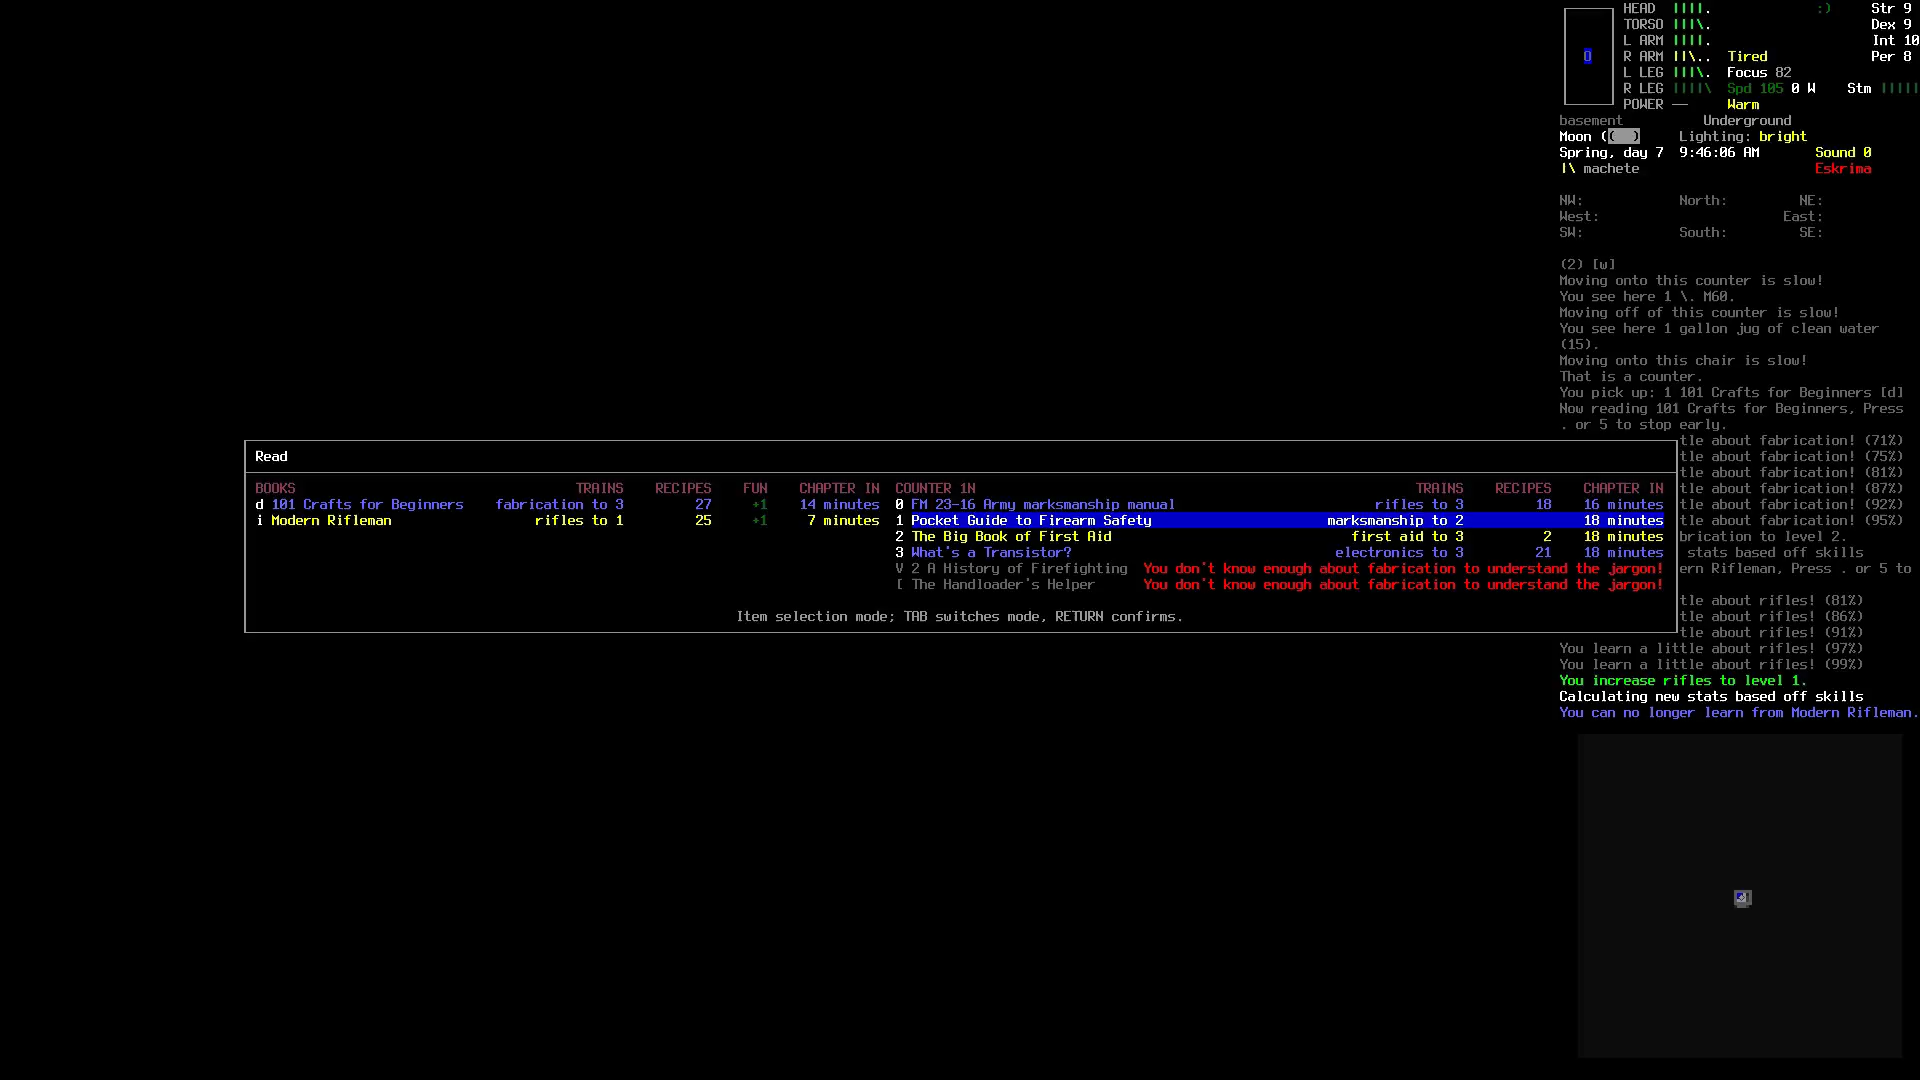 HEAD ||||. :) Str 9
TORSO |||\. Dex 9
L ARM ||||. Int 10
R ARM ||\.. Tired Per 8
L LEG |||\. Focus 82
R LEG ||||\ Spd 105 0 W Stm |||||
POWER — Warm
basement Underground
Moon (( ) Lighting: bright
Spring, day 7 9:46:06 AM Sound 0
|\ machete Eskrima
NW: North: NE:
West: East:
SW: South: SE:
(2) [w]
Moving onto this counter is slow!
You see here 1 \. M60.
Moving off of this counter is slow!
You see here 1 gallon jug of clean water
(15).
Moving onto this chair is slow!
That is a counter.
You pick up: 1 101 Crafts for Beginners [d]
Now reading 101 Crafts for Beginners, Press
. or 5 to stop early.
tle about fabrication! (71%)
tle about fabrication! (75%)
tle about fabrication! (81%)
tle about fabrication! (87%)
tle about fabrication! (92%)
tle about fabrication! (95%)
brication to level 2.
stats based off skills
ern Rifleman, Press . or 5 to
tle about rifles! (81%)
tle about rifles! (86%)
tle about rifles! (91%)
You learn a little about rifles! (97%)
You learn a little about rifles! (99%)
You increase rifles to level 1.
Calculating new stats based off skills
You can no longer learn from Modern Rifleman.
Read
BOOKS TRAINS RECIPES FUN CHAPTER IN
d 101 Crafts for Beginners fabrication to 3 27 +1 14 minutes
i Modern Rifleman rifles to 1 25 +1 7 minutes
COUNTER 1N TRAINS RECIPES CHAPTER IN
0 FM 23-16 Army marksmanship manual rifles to 3 18 16 minutes
1 Pocket Guide to Firearm Safety marksmanship to 2 18 minutes
2 The Big Book of First Aid first aid to 3 2 18 minutes
3 What's a Transistor? electronics to 3 21 18 minutes
V 2 A History of Firefighting You don't know enough about fabrication to understand the jargon!
[ The Handloader's Helper You don't know enough about fabrication to understand the jargon!
Item selection mode; TAB switches mode, RETURN confirms.